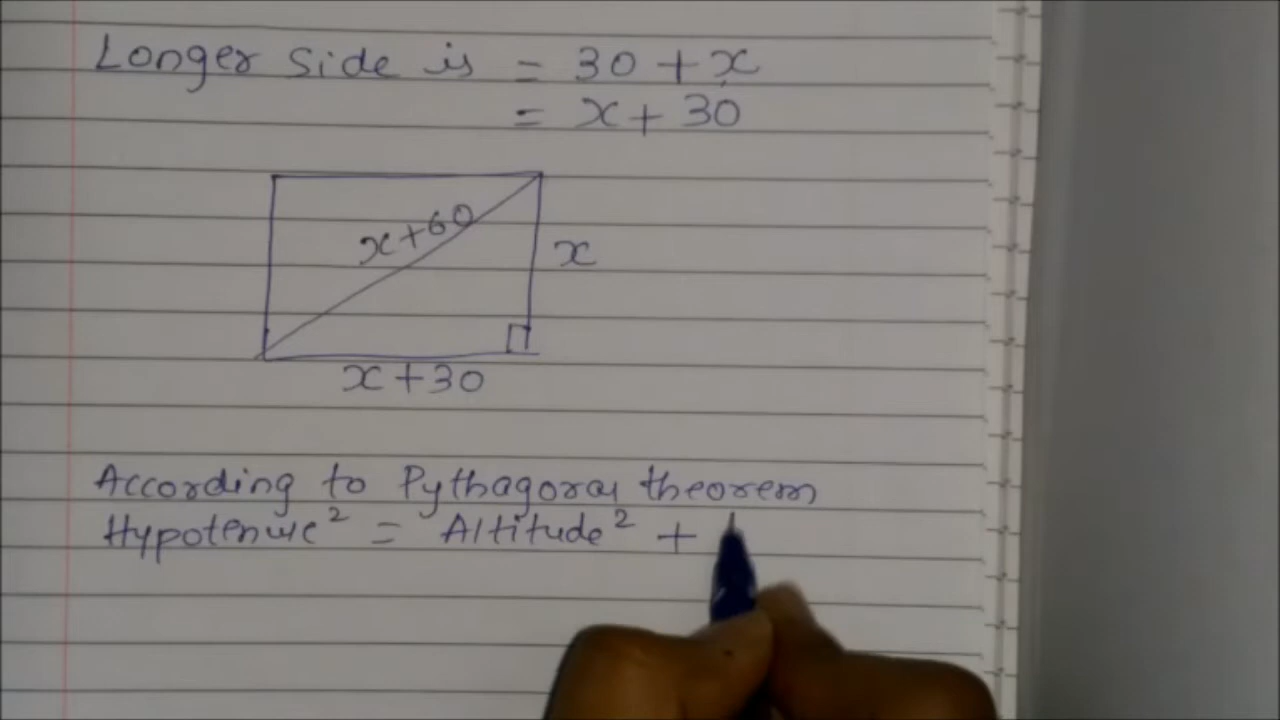 Longer Side is = 30 + x
= x + 30
x+60
x
x+30
According to Pythagoras theorem
Hypotenuse² = Altitude² +